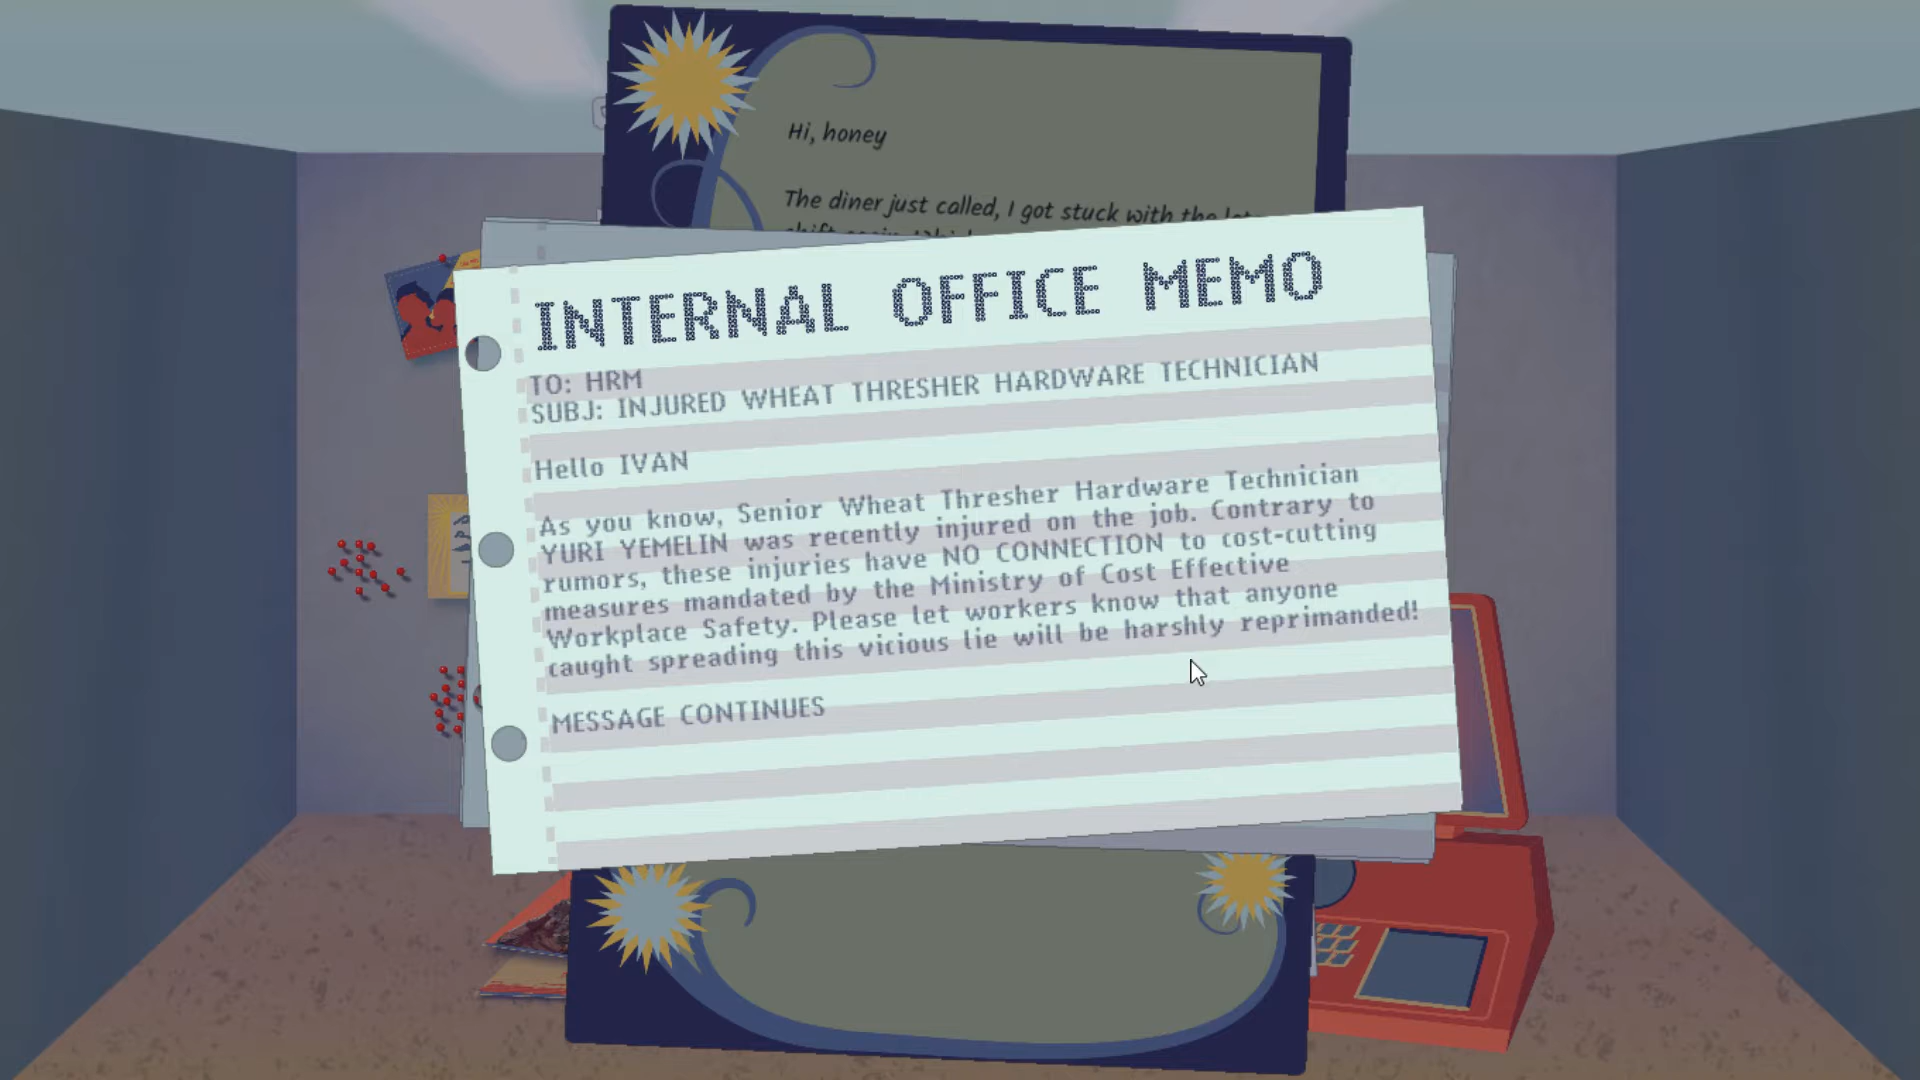 Hi, honey
The diner just called, I got stuck with the
INTERNAL OFFICE MEMO
TO: HRM
SUBJ: INJURED WHEAT THRESHER HARDWARE TECHNICIAN
Hello IVAN
As you know, Senior Wheat Thresher Hardware Technician
YURI YEMELIN was recently injured on the job. Contrary to
rumors, these injuries have NO CONNECTION to cost-cutting
measures mandated by the Ministry of Cost Effective
Workplace Safety. Please let workers know that anyone
caught spreading this vicious lie will be harshly reprimanded!
MESSAGE CONTINUES